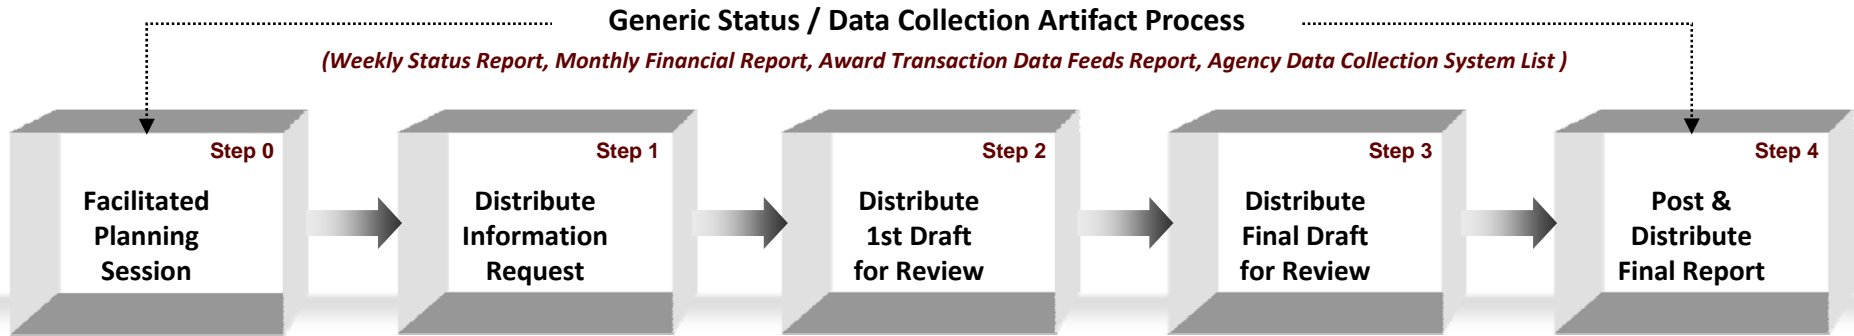 Generic Status / Data Collection Artifact Process
(Weekly Status Report, Monthly Financial Report, Award Transaction Data Feeds Report, Agency Data Collection System List )
Step 0
Facilitated
Planning
Session
Step 1
Distribute
Information
Request
Step 2
Distribute
1st Draft
for Review
Step 3
Distribute
Final Draft
for Review
Step 4
Post &
Distribute
Final Report